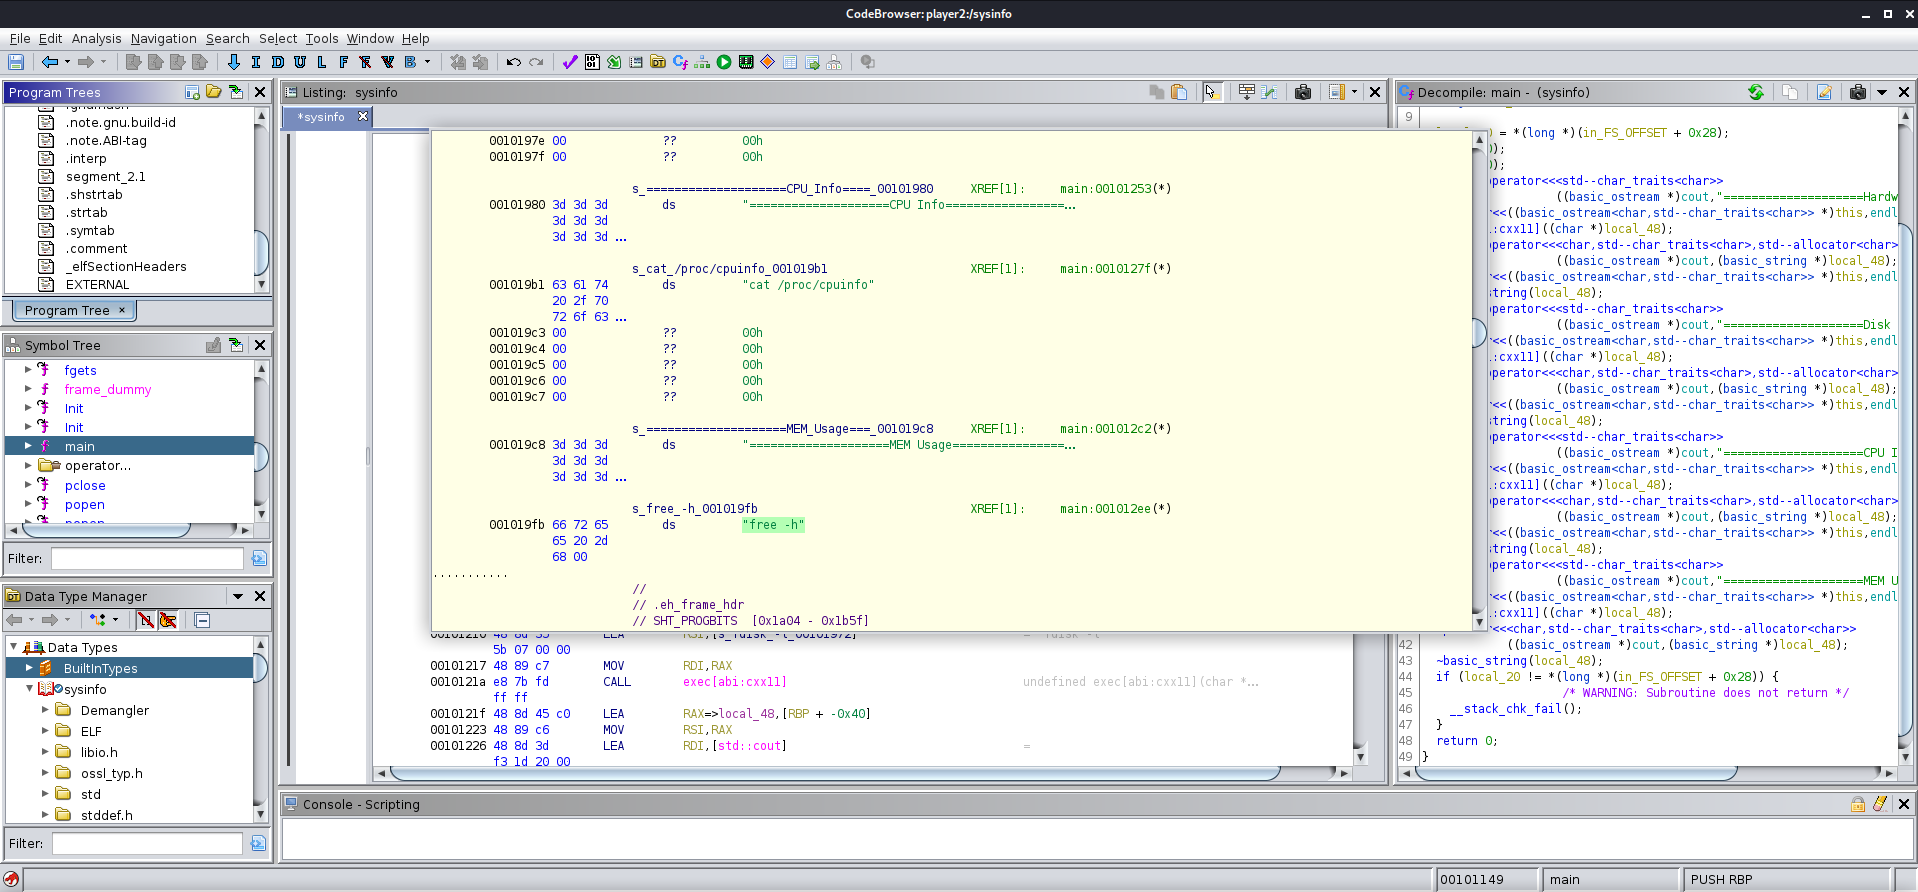 CodeBrowser: player2:/sysinfo
File Edit Analysis Navigation Search Select Tools Window Help
I D U L F B
Program Trees
.note.gnu.build-id
.note.ABI-tag
.interp
segment_2.1
.shstrtab
.strtab
.symtab
.comment
_elfSectionHeaders
EXTERNAL
Program Tree ×
Symbol Tree
fgets
frame_dummy
Init
Init
main
operator...
pclose
popen
Filter:
Data Type Manager
Data Types
BuiltInTypes
sysinfo
Demangler
ELF
libio.h
ossl_typ.h
std
stddef.h
Filter:
Listing: sysinfo
*sysinfo
0010197e 00 ?? 00h
0010197f 00 ?? 00h
s_====================CPU_Info====_00101980 XREF[1]: main:00101253(*)
00101980 3d 3d 3d ds "====================CPU Info=================...
3d 3d 3d
3d 3d 3d ...
s_cat_/proc/cpuinfo_001019b1 XREF[1]: main:0010127f(*)
001019b1 63 61 74 ds "cat /proc/cpuinfo"
20 2f 70
72 6f 63 ...
001019c3 00 ?? 00h
001019c4 00 ?? 00h
001019c5 00 ?? 00h
001019c6 00 ?? 00h
001019c7 00 ?? 00h
s_====================MEM_Usage===_001019c8 XREF[1]: main:001012c2(*)
001019c8 3d 3d 3d ds "====================MEM Usage================...
3d 3d 3d
3d 3d 3d ...
s_free_-h_001019fb XREF[1]: main:001012ee(*)
001019fb 66 72 65 ds "free -h"
65 20 2d
68 00
...........
//
// .eh_frame_hdr
// SHT_PROGBITS [0x1a04 - 0x1b5f]
00101210 48 8d 35 LEA RSI,[s_fdisk_-l_00101972] = "fdisk -l"
5b 07 00 00
00101217 48 89 c7 MOV RDI,RAX
0010121a e8 7b fd CALL exec[abi:cxx11] undefined exec[abi:cxx11](char *...
ff ff
0010121f 48 8d 45 c0 LEA RAX=>local_48,[RBP + -0x40]
00101223 48 89 c6 MOV RSI,RAX
00101226 48 8d 3d LEA RDI,[std::cout] =
f3 1d 20 00
Decompile: main - (sysinfo)
9
0 = *(long *)(in_FS_OFFSET + 0x28);
);
);
perator<<<std--char_traits<char>>
((basic_ostream *)cout,"====================Hardw
<<((basic_ostream<char,std--char_traits<char>> *)this,endl
:cxx11]((char *)local_48);
perator<<<char,std--char_traits<char>,std--allocator<char>
((basic_ostream *)cout,(basic_string *)local_48);
tring(local_48);
perator<<<std--char_traits<char>>
((basic_ostream *)cout,"====================Disk
<<((basic_ostream<char,std--char_traits<char>> *)this,endl
:cxx11]((char *)local_48);
perator<<<char,std--char_traits<char>,std--allocator<char>
((basic_ostream *)cout,(basic_string *)local_48);
<<((basic_ostream<char,std--char_traits<char>> *)this,endl
tring(local_48);
perator<<<std--char_traits<char>>
((basic_ostream *)cout,"====================CPU I
<<((basic_ostream<char,std--char_traits<char>> *)this,endl
:cxx11]((char *)local_48);
perator<<<char,std--char_traits<char>,std--allocator<char>
((basic_ostream *)cout,(basic_string *)local_48);
<<((basic_ostream<char,std--char_traits<char>> *)this,endl
tring(local_48);
perator<<<std--char_traits<char>>
((basic_ostream *)cout,"====================MEM U
<<((basic_ostream<char,std--char_traits<char>> *)this,endl
:cxx11]((char *)local_48);
<<<char,std--char_traits<char>,std--allocator<char>>
42 ((basic_ostream *)cout,(basic_string *)local_48);
43 ~basic_string(local_48);
44 if (local_20 != *(long *)(in_FS_OFFSET + 0x28)) {
45 /* WARNING: Subroutine does not return */
46 __stack_chk_fail();
47 }
48 return 0;
49 }
Console - Scripting
00101149 main PUSH RBP